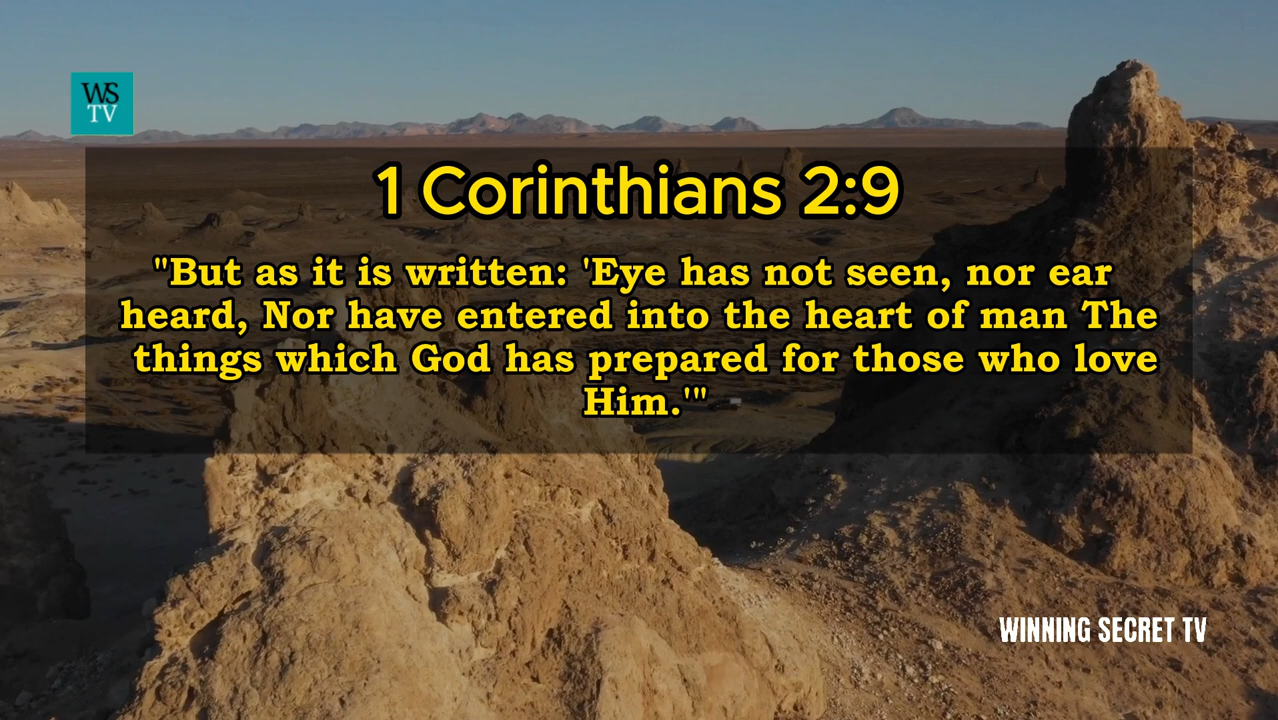 WS
TV
1 Corinthians 2:9
"But as it is written: 'Eye has not seen, nor ear
heard, Nor have entered into the heart of man The
things which God has prepared for those who love
Him.'"
WINNING SECRET TV